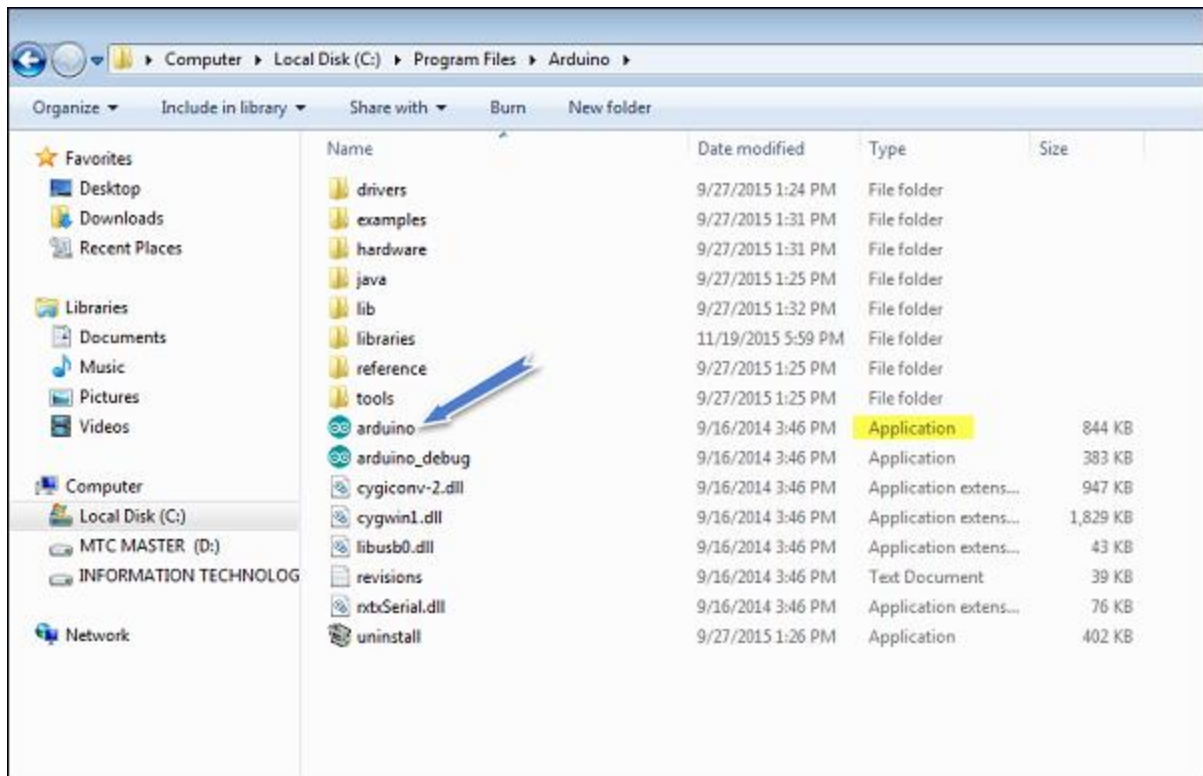 Computer Local Disk (C:) Program Files Arduino
Organize Include in library Share with Burn New folder
Favorites
Desktop
Downloads
Recent Places
Libraries
Documents
Music
Pictures
Videos
Computer
Local Disk (C:)
MTC MASTER (D:)
INFORMATION TECHNOLOG
Network
Name Date modified Type Size
drivers 9/27/2015 1:24 PM File folder
examples 9/27/2015 1:31 PM File folder
hardware 9/27/2015 1:31 PM File folder
java 9/27/2015 1:25 PM File folder
lib 9/27/2015 1:32 PM File folder
libraries 11/19/2015 5:59 PM File folder
reference 9/27/2015 1:25 PM File folder
tools 9/27/2015 1:25 PM File folder
arduino 9/16/2014 3:46 PM Application 844 KB
arduino_debug 9/16/2014 3:46 PM Application 383 KB
cygiconv-2.dll 9/16/2014 3:46 PM Application extens... 947 KB
cygwin1.dll 9/16/2014 3:46 PM Application extens... 1,829 KB
libusb0.dll 9/16/2014 3:46 PM Application extens... 43 KB
revisions 9/16/2014 3:46 PM Text Document 39 KB
rxtxSerial.dll 9/16/2014 3:46 PM Application extens... 76 KB
uninstall 9/27/2015 1:26 PM Application 402 KB